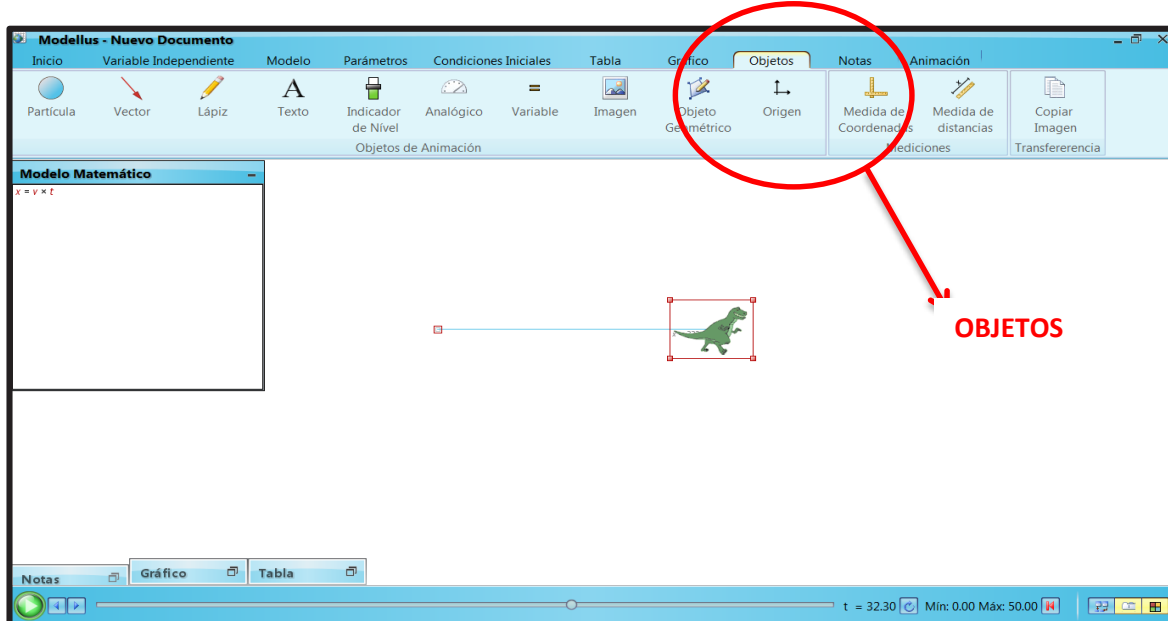 Modellus - Nuevo Documento
Inicio Variable Independiente Modelo Parámetros Condiciones Iniciales Tabla Gráfico Objetos Notas Animación
Partícula Vector Lápiz Texto Indicador de Nível Analógico Variable Imagen Objeto Geométrico Origen Medida de Coordenadas Medida de distancias Copiar Imagen
Objetos de Animación Mediciones Transfererencia
Modelo Matemático
x = v × t
OBJETOS
Notas Gráfico Tabla
t = 32.30 Mín: 0.00 Máx: 50.00